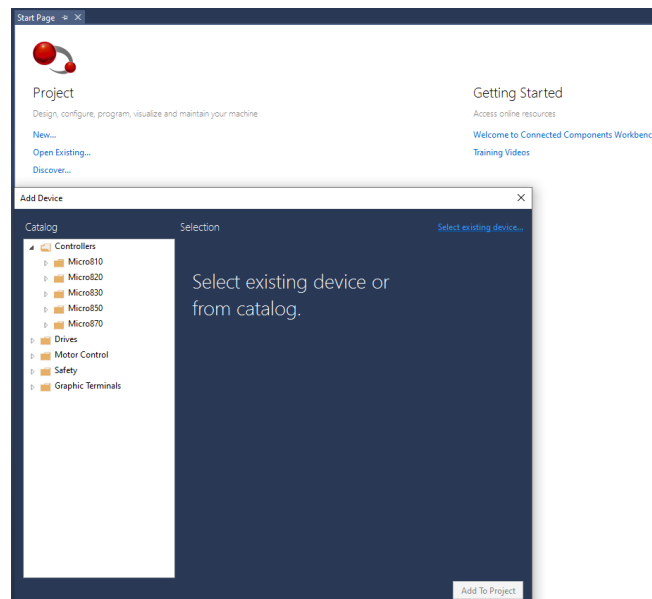 Start Page
Project
Design, configure, program, visualize and maintain your machine
New...
Open Existing...
Discover...
Getting Started
Access online resources
Welcome to Connected Components Workbenc
Training Videos
Add Device
Catalog
Selection
Select existing device...
Controllers
Micro810
Micro820
Micro830
Micro850
Micro870
Drives
Motor Control
Safety
Graphic Terminals
Select existing device or
from catalog.
Add To Project